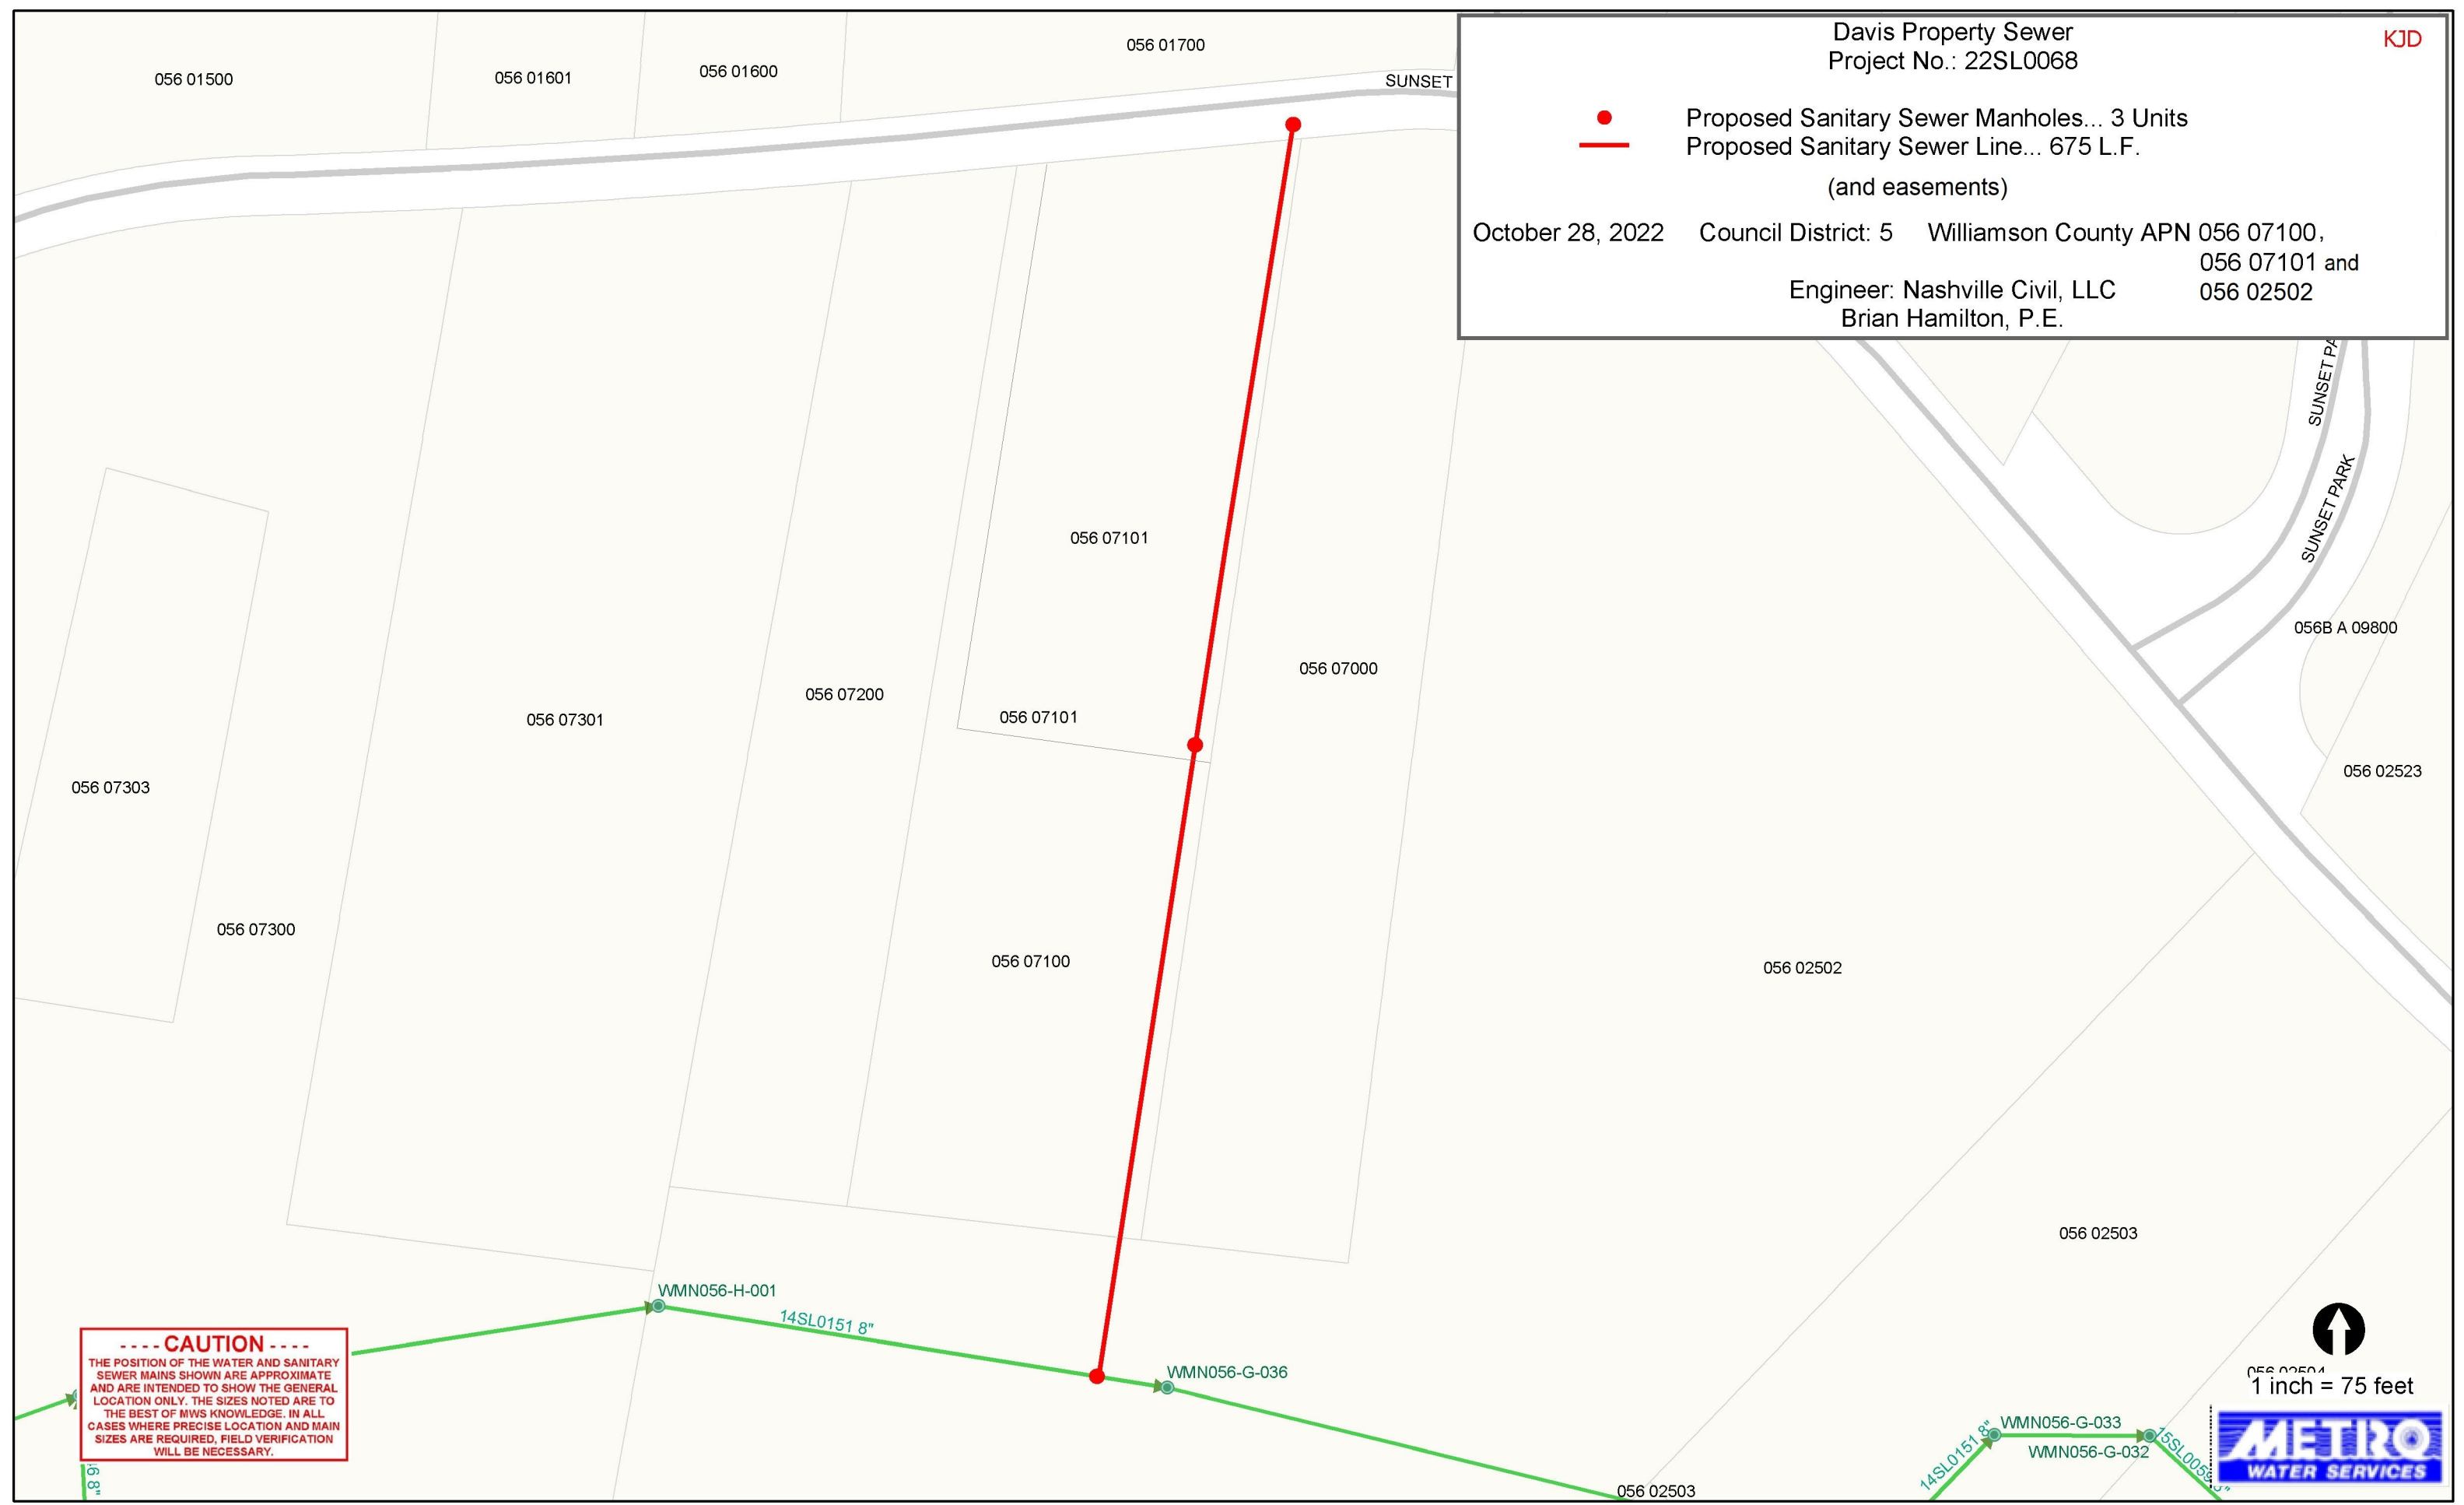 Davis Property Sewer
KJD
Project No.: 22SL0068
Proposed Sanitary Sewer Manholes... 3 Units
Proposed Sanitary Sewer Line... 675 L.F.
(and easements)
October 28, 2022 Council District: 5 Williamson County APN 056 07100,
056 07101 and
Engineer: Nashville Civil, LLC 056 02502
Brian Hamilton, P.E.
056 01500
056 01601
056 01600
056 01700
SUNSET
SUNSET PA
SUNSET PARK
056 07101
056B A 09800
056 07000
056 07200
056 07101
056 07301
056 02523
056 07303
056 07300
056 07100
056 02502
056 02503
WMN056-H-001
14SL0151 8"
WMN056-G-036
---- CAUTION ----
THE POSITION OF THE WATER AND SANITARY
SEWER MAINS SHOWN ARE APPROXIMATE
AND ARE INTENDED TO SHOW THE GENERAL
LOCATION ONLY. THE SIZES NOTED ARE TO
THE BEST OF MWS KNOWLEDGE. IN ALL
CASES WHERE PRECISE LOCATION AND MAIN
SIZES ARE REQUIRED, FIELD VERIFICATION
WILL BE NECESSARY.
6 8"
056 02504
1 inch = 75 feet
WMN056-G-033
WMN056-G-032
14SL0151 8"
056 02503
METRO
WATER SERVICES